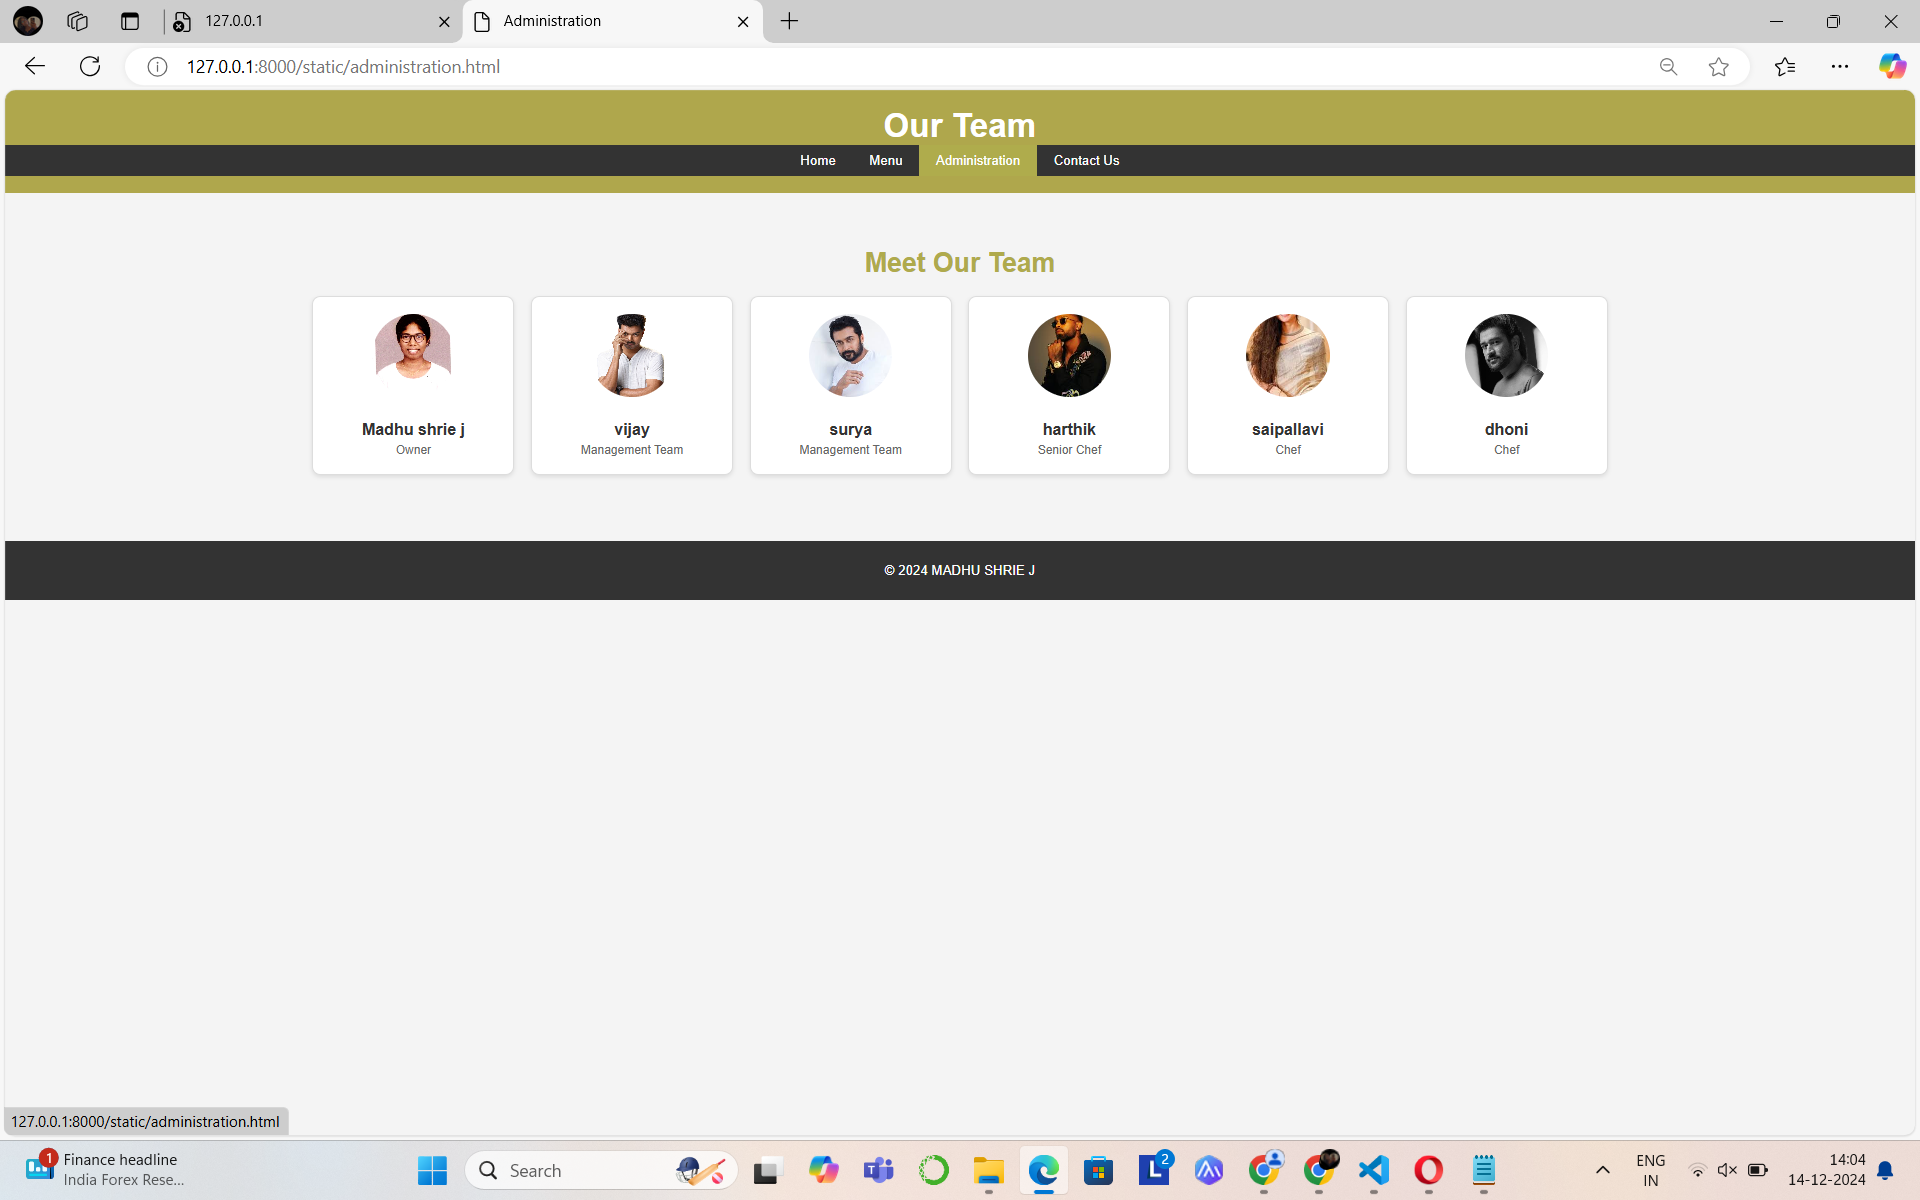 127.0.0.1
Administration
127.0.0.1:8000/static/administration.html
Our Team
Home Menu Administration Contact Us
Meet Our Team
Madhu shrie j
Owner
vijay
Management Team
surya
Management Team
harthik
Senior Chef
saipallavi
Chef
dhoni
Chef
© 2024 MADHU SHRIE J
127.0.0.1:8000/static/administration.html
1
Finance headline
India Forex Rese...
Search
T
L
2
ENG
IN
14:04
14-12-2024